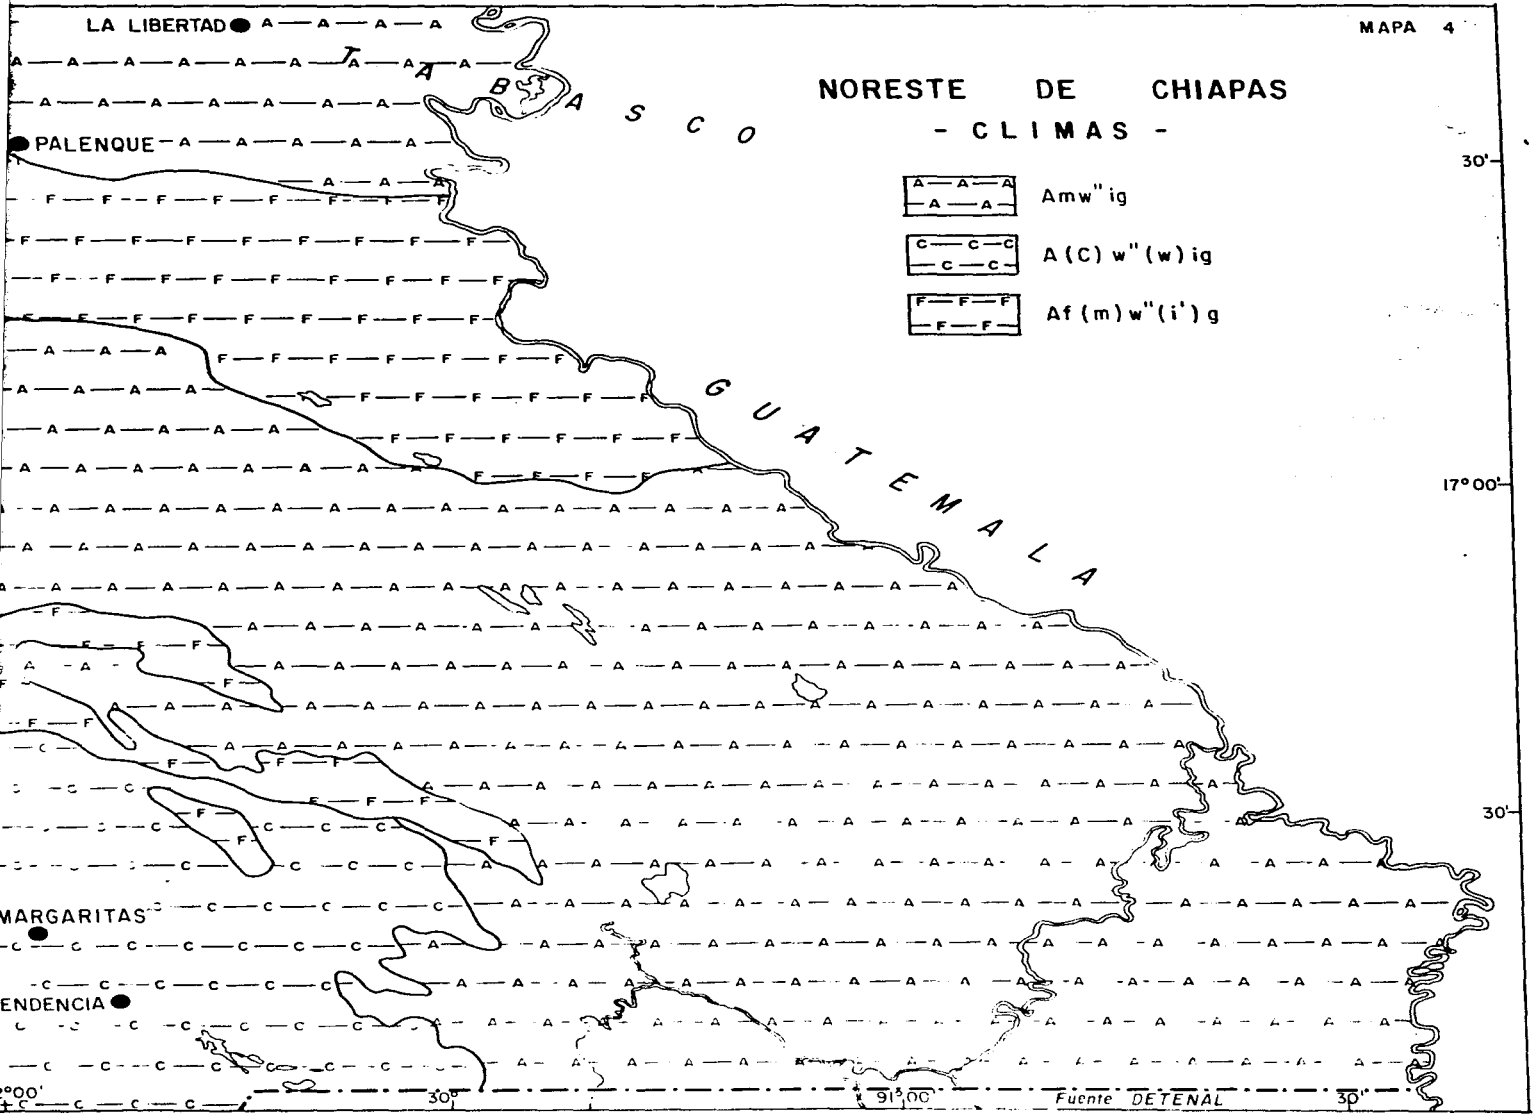 LA LIBERTAD
MAPA 4
TABASCO
NORESTE DE CHIAPAS
- CLIMAS -
PALENQUE
30'
Amw"ig
A(C)w"(w)ig
Af(m)w"(i')g
GUATEMALA
17°00'
30'
MARGARITAS
ENDENCIA
°00'
30'
91°00'
Fuente DETENAL
30'